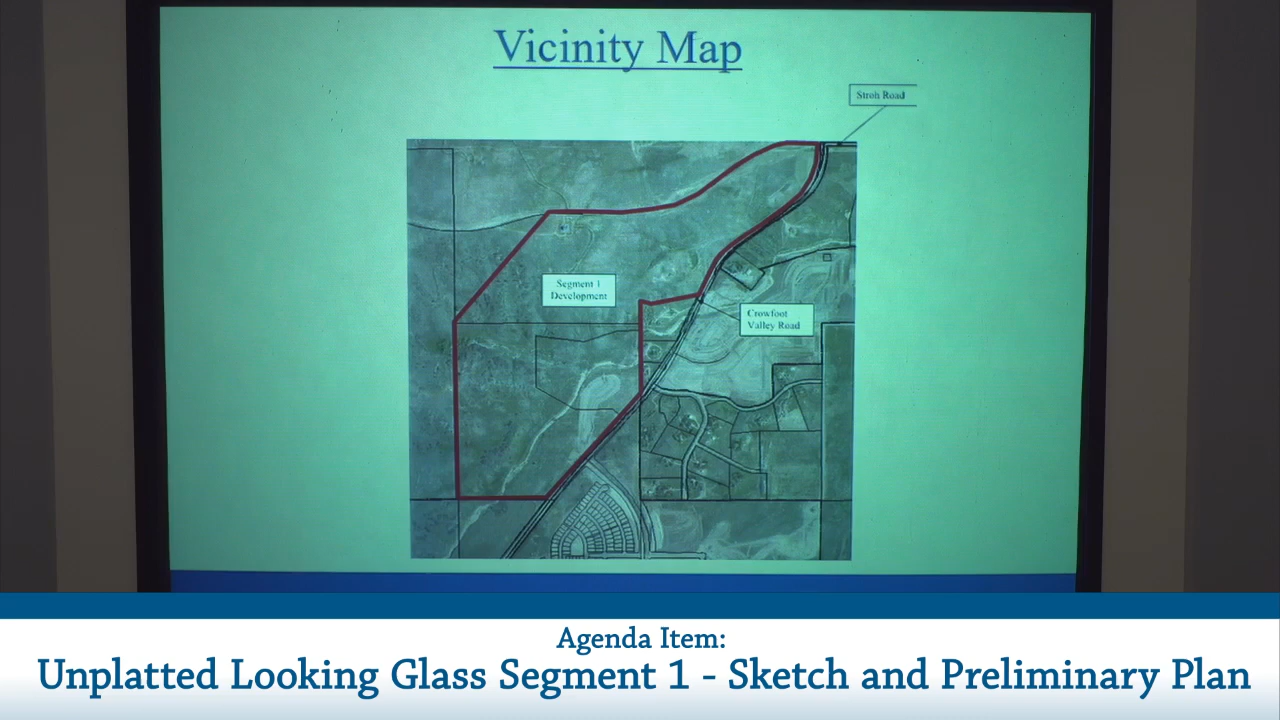 Vicinity Map
Stroh Road
Segment 1
Development
Crowfoot
Valley Road
Agenda Item:
Unplatted Looking Glass Segment 1 - Sketch and Preliminary Plan